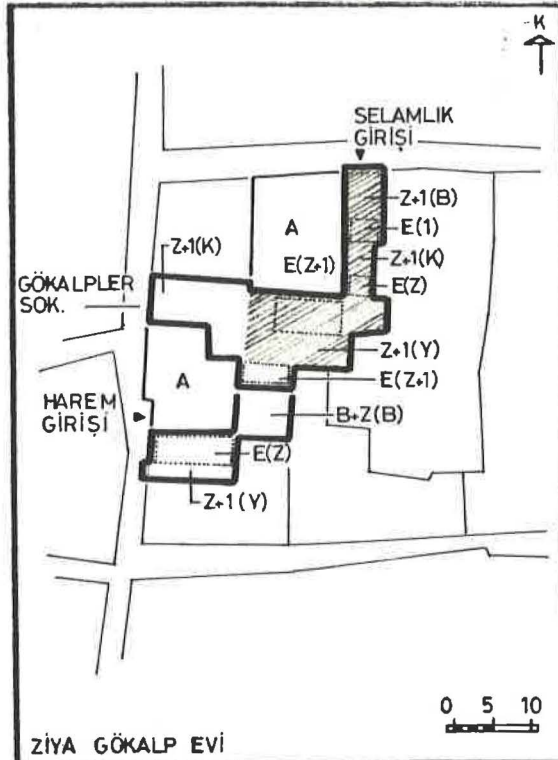 K
SELAMLIK
GİRİŞİ
Z+1(B)
A
E(1)
Z+1(K)
E(Z+1)
Z+1(K)
GÖKALPLER
SOK.
E(Z)
Z+1(Y)
A
E(Z+1)
HAREM
GİRİŞİ
B+Z(B)
E(Z)
Z+1(Y)
0 5 10
ZİYA GÖKALP EVİ